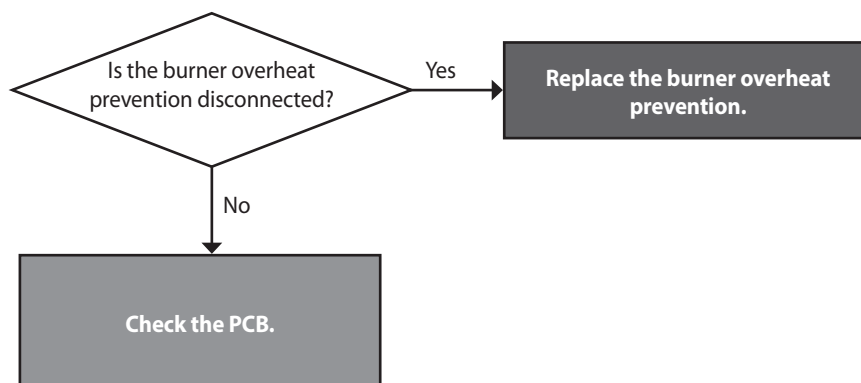 Is the burner overheat
prevention disconnected?
Yes
Replace the burner overheat
prevention.
No
Check the PCB.